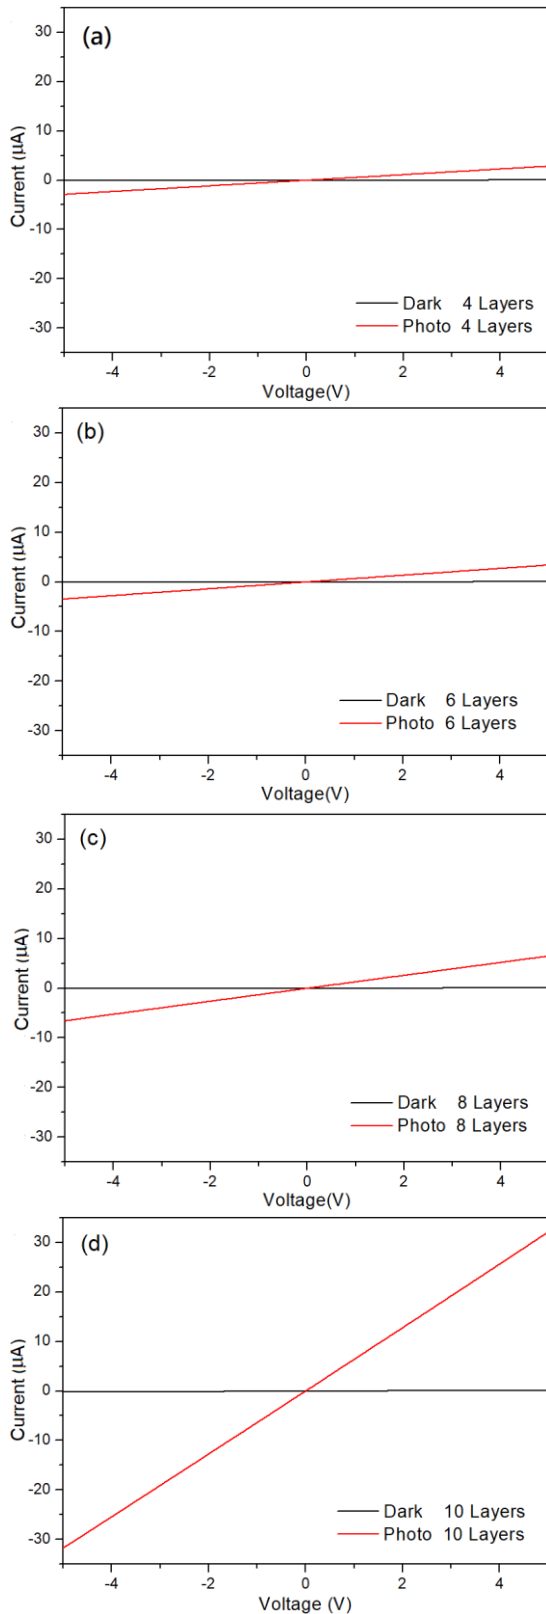 (a)
30
20
10
0
-10
-20
-30
Current (µA)
Dark 4 Layers
Photo 4 Layers
-4 -2 0 2 4
Voltage(V)
(b)
30
20
10
0
-10
-20
-30
Current (µA)
Dark 6 Layers
Photo 6 Layers
-4 -2 0 2 4
Voltage(V)
(c)
30
20
10
0
-10
-20
-30
Current (µA)
Dark 8 Layers
Photo 8 Layers
-4 -2 0 2 4
Voltage(V)
(d)
30
20
10
0
-10
-20
-30
Current (µA)
Dark 10 Layers
Photo 10 Layers
-4 -2 0 2 4
Voltage (V)